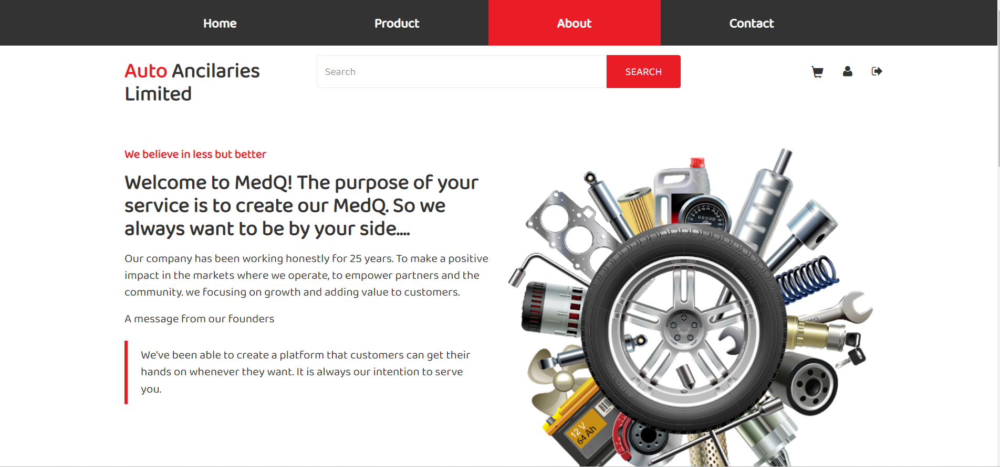 Home Product About Contact
Auto Ancilaries
Limited
Search
SEARCH
We believe in less but better
Welcome to MedQ! The purpose of your
service is to create our MedQ. So we
always want to be by your side....
Our company has been working honestly for 25 years. To make a positive
impact in the markets where we operate, to empower partners and the
community. we focusing on growth and adding value to customers.
A message from our founders
We've been able to create a platform that customers can get their
hands on whenever they want. It is always our intention to serve
you.
AUTO TIRE
AUTO TIRE
12 V
64 Ah